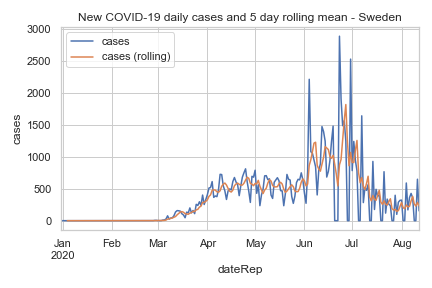 New COVID-19 daily cases and 5 day rolling mean - Sweden
cases
cases (rolling)
3000
2500
2000
1500
1000
500
0
cases
Jan Feb Mar Apr May Jun Jul Aug
2020
dateRep